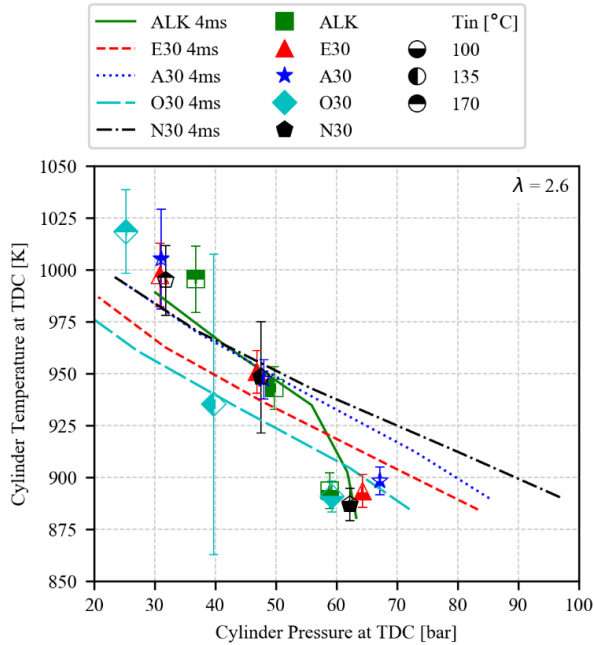 ALK 4ms ALK Tin [°C]
E30 4ms E30 100
A30 4ms A30 135
O30 4ms O30 170
N30 4ms N30
λ = 2.6
1050
1025
1000
975
950
925
900
875
850
Cylinder Temperature at TDC [K]
20 30 40 50 60 70 80 90 100
Cylinder Pressure at TDC [bar]